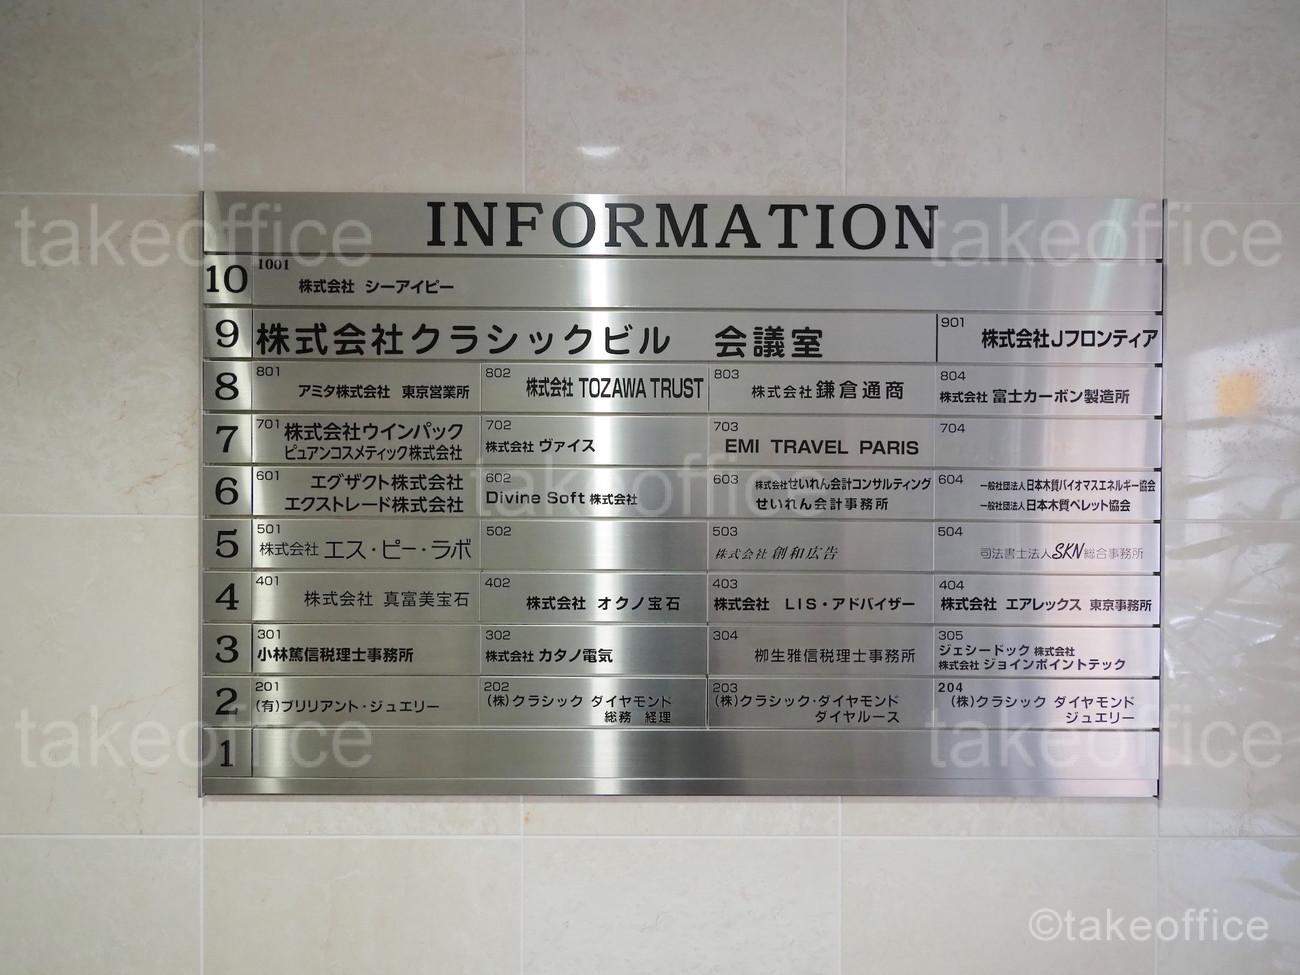 INFORMATION
10 1001 株式会社 シーアイピー
9 株式会社クラシックビル 会議室 901 株式会社Jフロンティア
8 801 アミタ株式会社 東京営業所 802 株式会社 TOZAWA TRUST 803 株式会社鎌倉通商 804 株式会社 富士カーボン製造所
7 701 株式会社ウインパック 702 株式会社 ヴァイス 703 EMI TRAVEL PARIS 704
ピュアンコスメティック株式会社
6 601 エグザクト株式会社 602 Divine Soft 株式会社 603 株式会社せいれん会計コンサルティング 604 一般社団法人日本木質バイオマスエネルギー協会
エクストレード株式会社 せいれん会計事務所 一般社団法人日本木質ペレット協会
5 501 株式会社 エス・ピー・ラボ 502 503 株式会社 創和広告 504 司法書士法人SKN総合事務所
4 401 株式会社 真富美宝石 402 株式会社 オクノ宝石 403 株式会社 LIS・アドバイザー 404 株式会社 エアレックス 東京事務所
3 301 小林篤信税理士事務所 302 株式会社 カタノ電気 304 柳生雅信税理士事務所 305 ジェシードック 株式会社
株式会社 ジョインポイントテック
2 201 (有)ブリリアント・ジュエリー 202 (株)クラシック ダイヤモンド 203 (株)クラシック・ダイヤモンド 204 (株)クラシック ダイヤモンド
総務 経理 ダイヤルース ジュエリー
1
takeoffice
takeoffice
takeoffice
takeoffice
takeoffice
©takeoffice